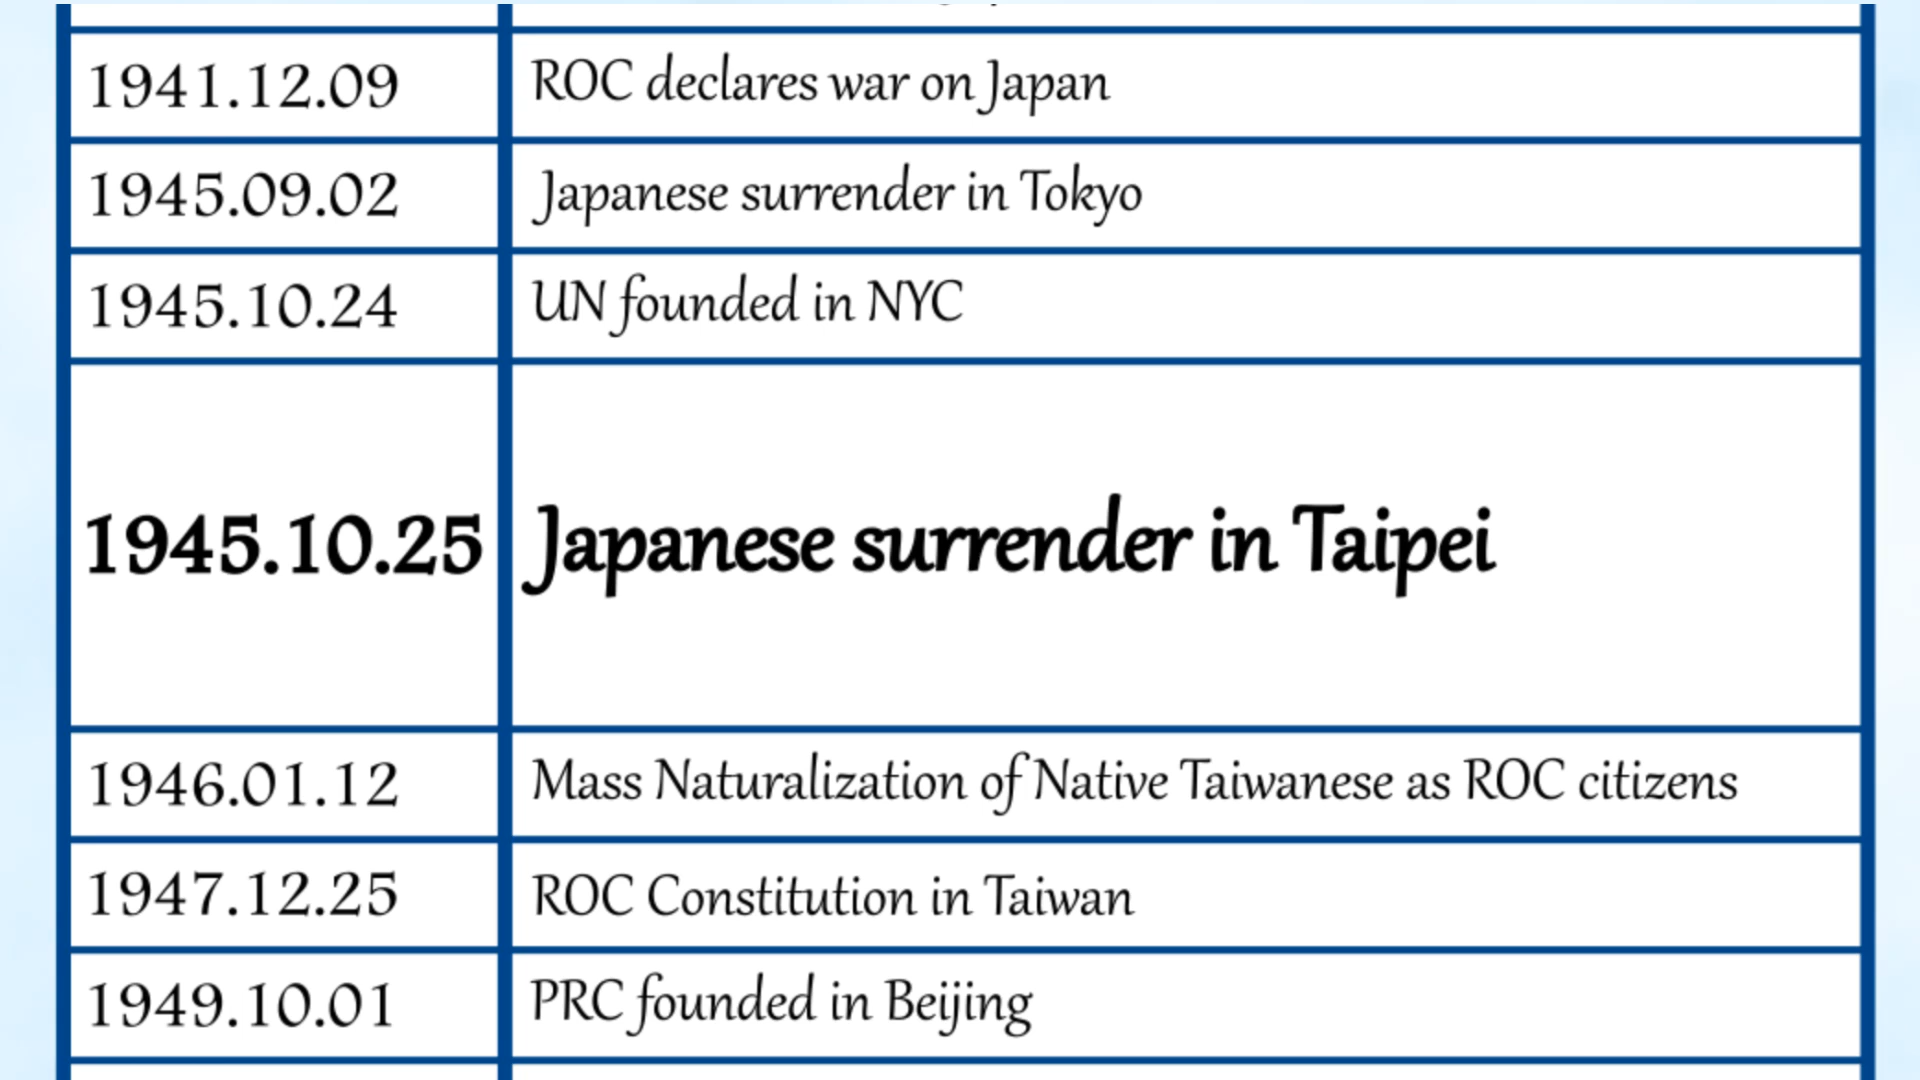 1941.12.09 ROC declares war on Japan
1945.09.02 Japanese surrender in Tokyo
1945.10.24 UN founded in NYC
1945.10.25 Japanese surrender in Taipei
1946.01.12 Mass Naturalization of Native Taiwanese as ROC citizens
1947.12.25 ROC Constitution in Taiwan
1949.10.01 PRC founded in Beijing